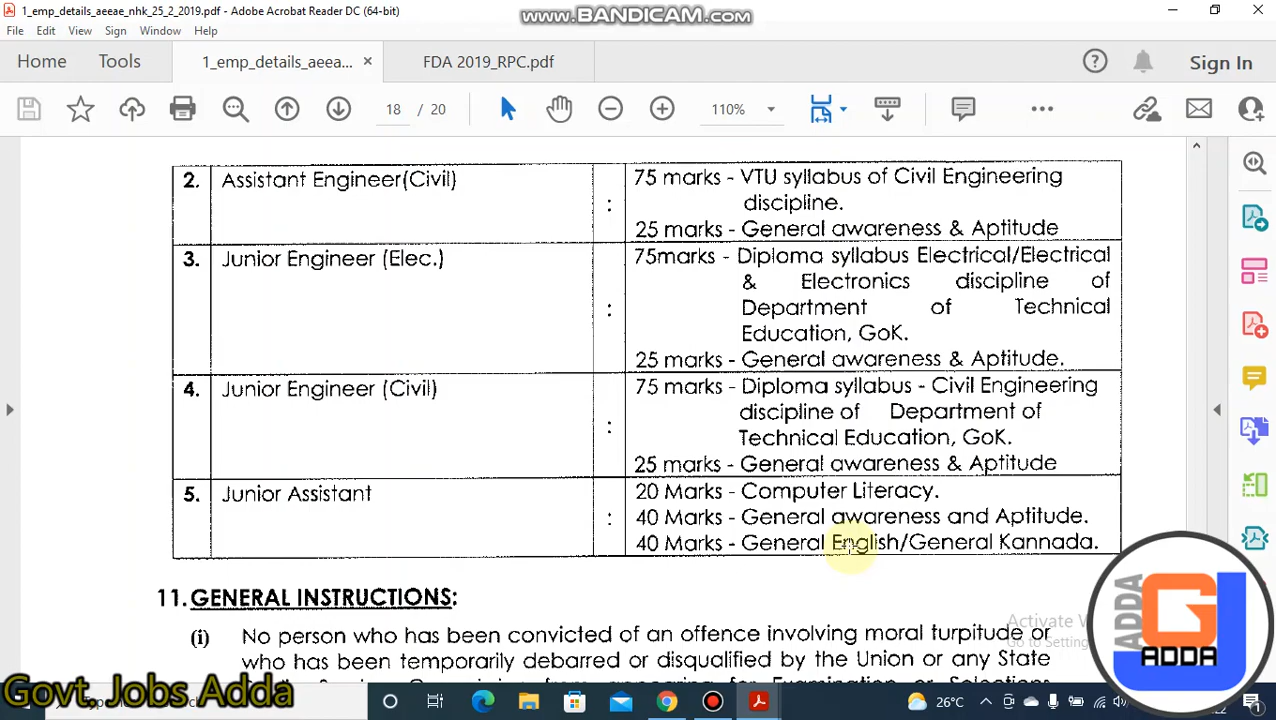 1_emp_details_aeeae_nhk_25_2_2019.pdf - Adobe Acrobat Reader DC (64-bit)
www.BANDICAM.com
File Edit View Sign Window Help
Home Tools 1_emp_details_aeea... × FDA 2019_RPC.pdf Sign In
18 / 20 110%
2. Assistant Engineer(Civil) : 75 marks - VTU syllabus of Civil Engineering
discipline.
25 marks - General awareness & Aptitude
3. Junior Engineer (Elec.) : 75marks - Diploma syllabus Electrical/Electrical
& Electronics discipline of
Department of Technical
Education, GoK.
25 marks - General awareness & Aptitude.
4. Junior Engineer (Civil) : 75 marks - Diploma syllabus - Civil Engineering
discipline of Department of
Technical Education, GoK.
25 marks - General awareness & Aptitude
5. Junior Assistant : 20 Marks - Computer Literacy.
40 Marks - General awareness and Aptitude.
40 Marks - General English/General Kannada.
11. GENERAL INSTRUCTIONS:
(i) No person who has been convicted of an offence involving moral turpitude or
who has been temporarily debarred or disqualified by the Union or any State
Activate
Go to Setting
ADDA
G
ADDA
Govt. Jobs Adda
26°C